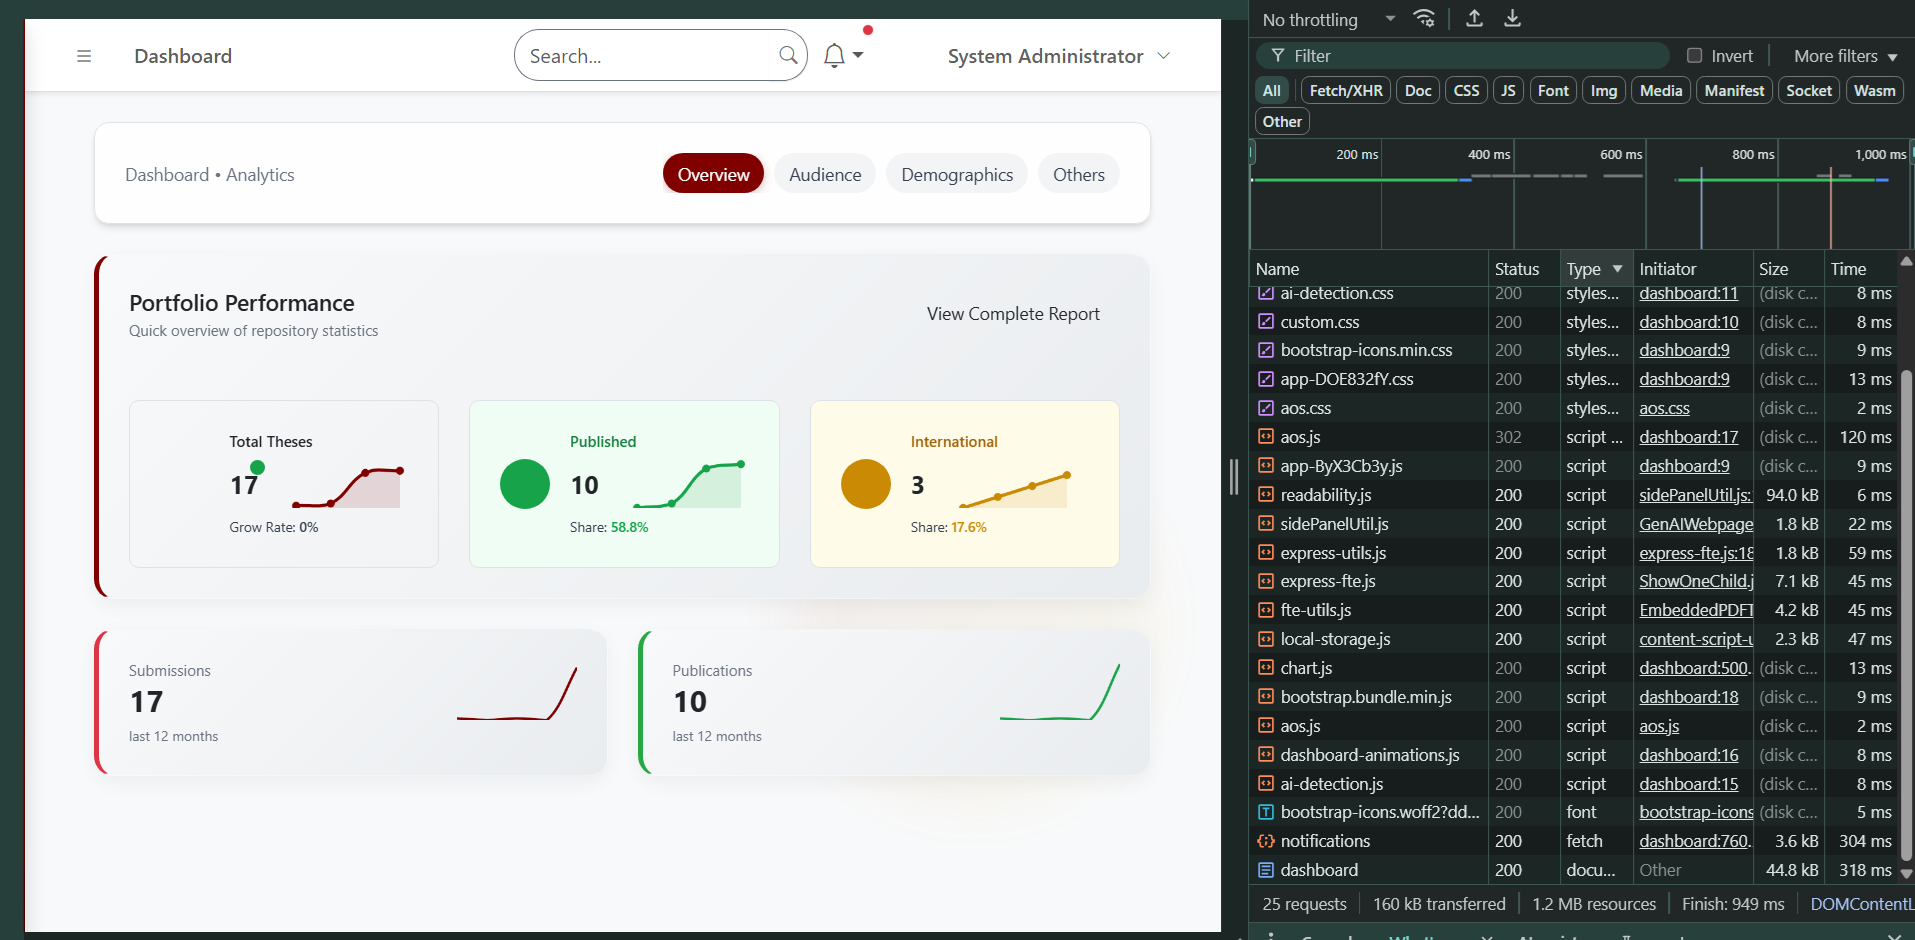 Dashboard
Search...
System Administrator
Dashboard • Analytics
Overview
Audience
Demographics
Others
Portfolio Performance
Quick overview of repository statistics
View Complete Report
Total Theses
17
Grow Rate: 0%
Published
10
Share: 58.8%
International
3
Share: 17.6%
Submissions
17
last 12 months
Publications
10
last 12 months
No throttling
Filter
Invert
More filters
All Fetch/XHR Doc CSS JS Font Img Media Manifest Socket Wasm
Other
200 ms 400 ms 600 ms 800 ms 1,000 ms
Name Status Type Initiator Size Time
ai-detection.css 200 styles... dashboard:11 (disk c... 8 ms
custom.css 200 styles... dashboard:10 (disk c... 8 ms
bootstrap-icons.min.css 200 styles... dashboard:9 (disk c... 9 ms
app-DOE832fY.css 200 styles... dashboard:9 (disk c... 13 ms
aos.css 200 styles... aos.css (disk c... 2 ms
aos.js 302 script ... dashboard:17 (disk c... 120 ms
app-ByX3Cb3y.js 200 script dashboard:9 (disk c... 9 ms
readability.js 200 script sidePanelUtil.js: 94.0 kB 6 ms
sidePanelUtil.js 200 script GenAIWebpage 1.8 kB 22 ms
express-utils.js 200 script express-fte.js:18 1.8 kB 59 ms
express-fte.js 200 script ShowOneChild.j 7.1 kB 45 ms
fte-utils.js 200 script EmbeddedPDFT 4.2 kB 45 ms
local-storage.js 200 script content-script-u 2.3 kB 47 ms
chart.js 200 script dashboard:500. (disk c... 13 ms
bootstrap.bundle.min.js 200 script dashboard:18 (disk c... 9 ms
aos.js 200 script aos.js (disk c... 2 ms
dashboard-animations.js 200 script dashboard:16 (disk c... 8 ms
ai-detection.js 200 script dashboard:15 (disk c... 8 ms
bootstrap-icons.woff2?dd... 200 font bootstrap-icons (disk c... 5 ms
notifications 200 fetch dashboard:760. 3.6 kB 304 ms
dashboard 200 docu... Other 44.8 kB 318 ms
25 requests 160 kB transferred 1.2 MB resources Finish: 949 ms DOMContentL